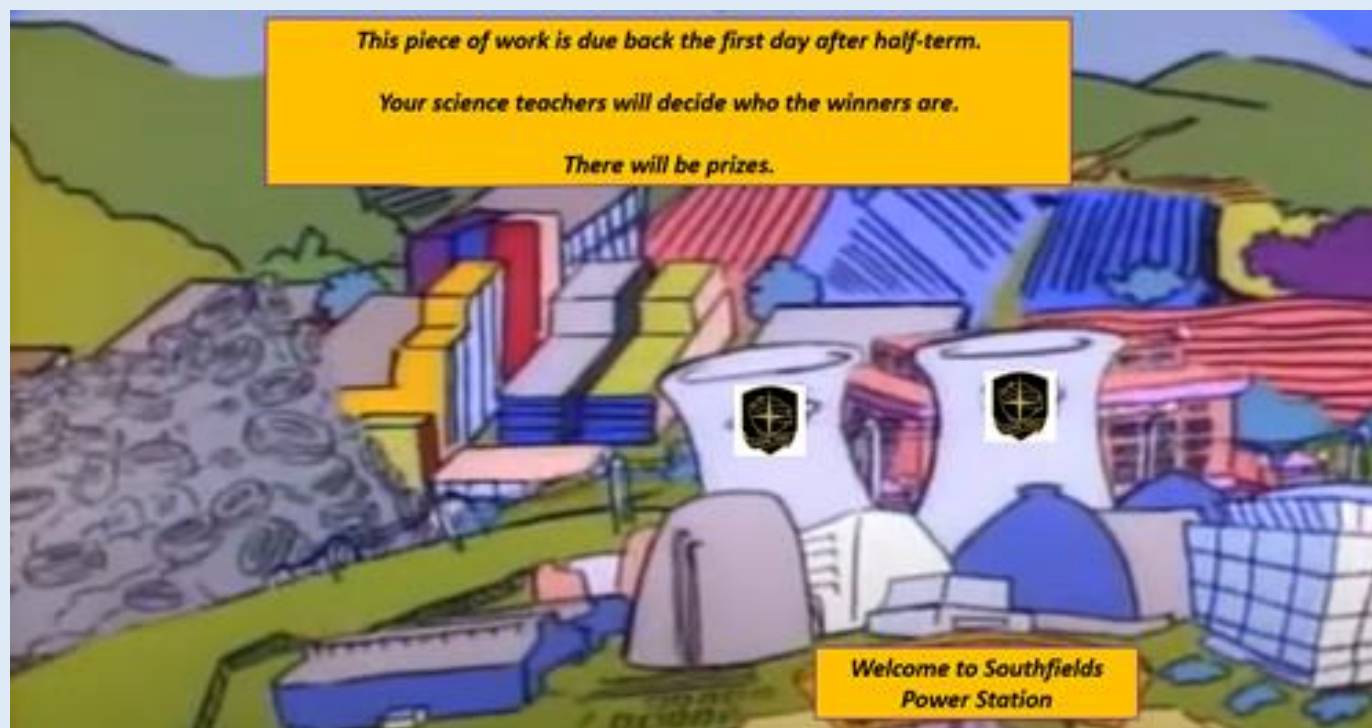 This piece of work is due back the first day after half-term.
Your science teachers will decide who the winners are.
There will be prizes.
Welcome to Southfields
Power Station